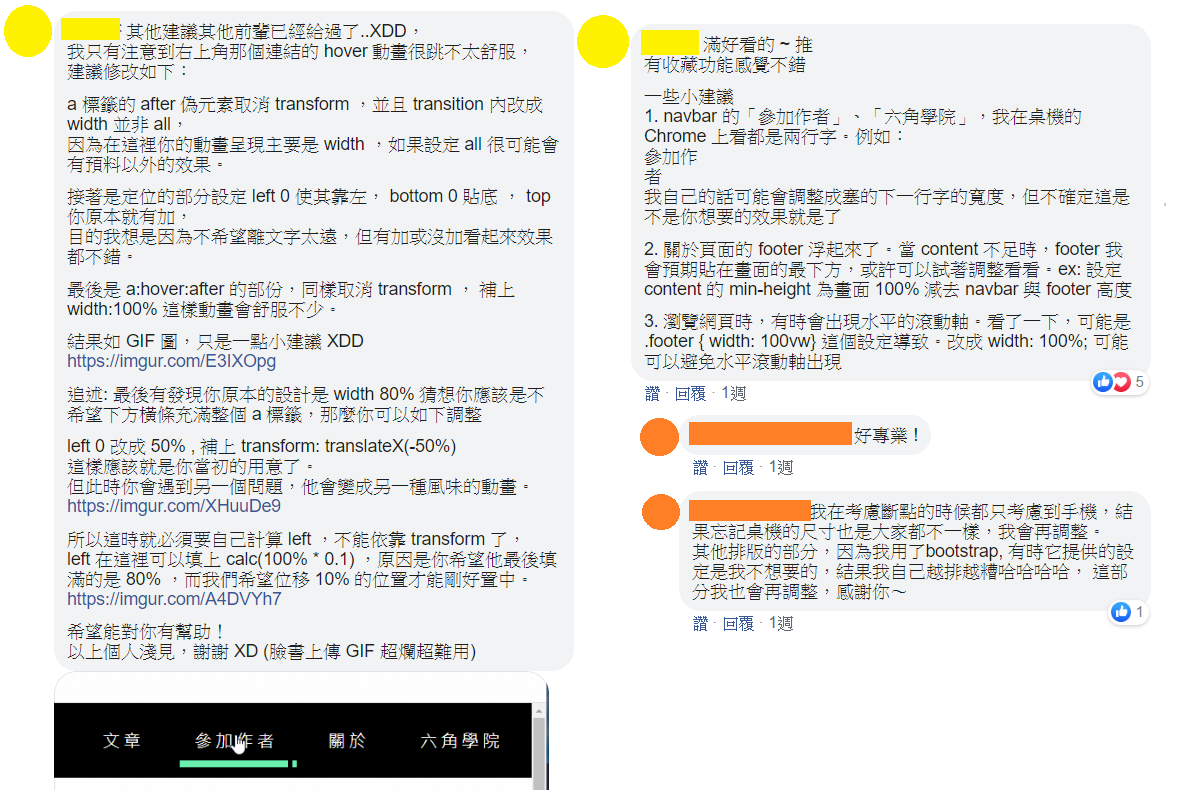 其他建議其他前輩已經給過了..XDD，
我只有注意到右上角那個連結的 hover 動畫很跳不太舒服，
建議修改如下：
a 標籤的 after 偽元素取消 transform ，並且 transition 內改成
width 並非 all，
因為在這裡你的動畫呈現主要是 width ，如果設定 all 很可能會
有預料以外的效果。
接著是定位的部分設定 left 0 使其靠左， bottom 0 貼底 ， top
你原本就有加，
目的我想是因為不希望離文字太遠，但有加或沒加看起來效果
都不錯。
最後是 a:hover:after 的部份，同樣取消 transform ， 補上
width:100% 這樣動畫會舒服不少。
結果如 GIF 圖，只是一點小建議 XDD
https://imgur.com/E3IXOpg
追述: 最後有發現你原本的設計是 width 80% 猜想你應該是不
希望下方橫條充滿整個 a 標籤，那麼你可以如下調整
left 0 改成 50% , 補上 transform: translateX(-50%)
這樣應該就是你當初的用意了。
但此時你會遇到另一個問題，他會變成另一種風味的動畫。
https://imgur.com/XHuuDe9
所以這時就必須要自己計算 left ，不能依靠 transform 了，
left 在這裡可以填上 calc(100% * 0.1) ，原因是你希望他最後填
滿的是 80% ，而我們希望位移 10% 的位置才能剛好置中。
https://imgur.com/A4DVYh7
希望能對你有幫助！
以上個人淺見，謝謝 XD (臉書上傳 GIF 超爛超難用)
文章 參加作者 關於 六角學院
滿好看的 ~ 推
有收藏功能感覺不錯
一些小建議
1. navbar 的「參加作者」、「六角學院」，我在桌機的
Chrome 上看都是兩行字。例如：
參加作
者
我自己的話可能會調整成塞的下一行字的寬度，但不確定這是
不是你想要的效果就是了
2. 關於頁面的 footer 浮起來了。當 content 不足時，footer 我
會預期貼在畫面的最下方，或許可以試著調整看看。ex: 設定
content 的 min-height 為畫面 100% 減去 navbar 與 footer 高度
3. 瀏覽網頁時，有時會出現水平的滾動軸。看了一下，可能是
.footer { width: 100vw} 這個設定導致。改成 width: 100%; 可能
可以避免水平滾動軸出現
5
讚 · 回覆 · 1週
好專業！
讚 · 回覆 · 1週
我在考慮斷點的時候都只考慮到手機，結
果忘記桌機的尺寸也是大家都不一樣，我會再調整。
其他排版的部分，因為我用了bootstrap, 有時它提供的設
定是我不想要的，結果我自己越排越糟哈哈哈哈， 這部
分我也會再調整，感謝你～
1
讚 · 回覆 · 1週